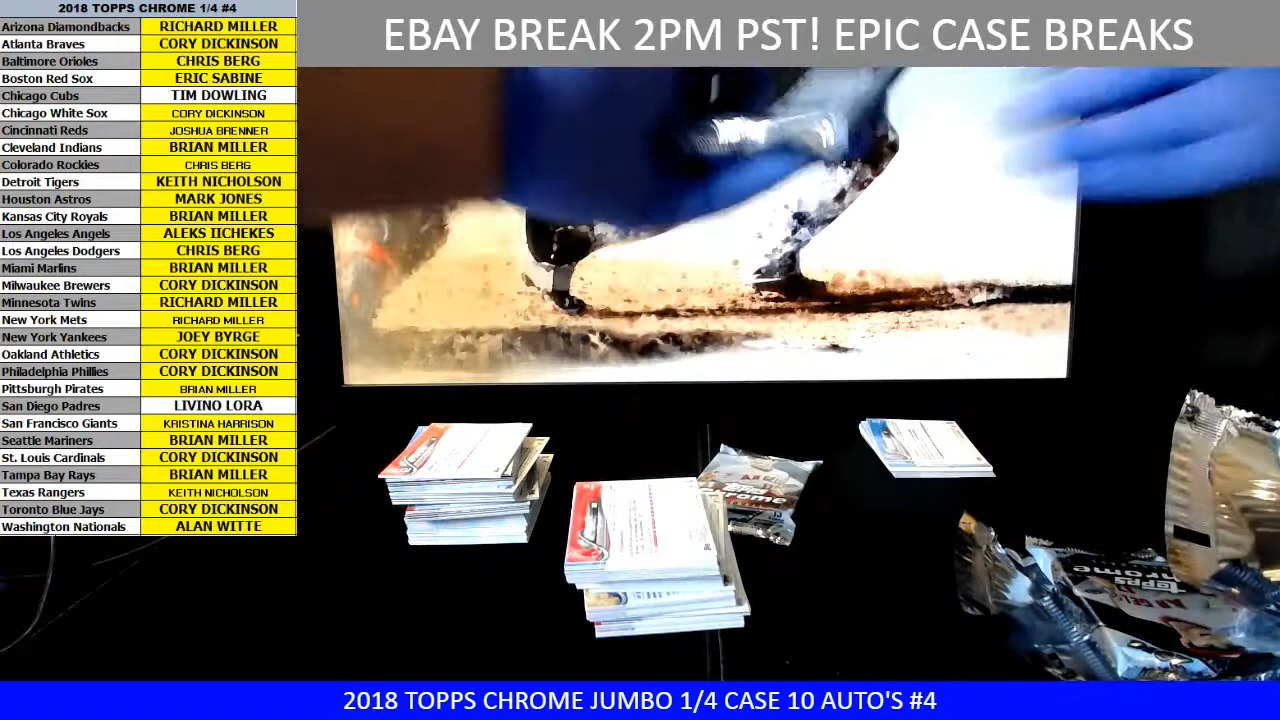 2018 TOPPS CHROME 1/4 #4
EBAY BREAK 2PM PST! EPIC CASE BREAKS
Arizona Diamondbacks RICHARD MILLER
Atlanta Braves CORY DICKINSON
Baltimore Orioles CHRIS BERG
Boston Red Sox ERIC SABINE
Chicago Cubs TIM DOWLING
Chicago White Sox CORY DICKINSON
Cincinnati Reds JOSHUA BRENNER
Cleveland Indians BRIAN MILLER
Colorado Rockies CHRIS BERG
Detroit Tigers KEITH NICHOLSON
Houston Astros MARK JONES
Kansas City Royals BRIAN MILLER
Los Angeles Angels ALEKS IICHEKES
Los Angeles Dodgers CHRIS BERG
Miami Marlins BRIAN MILLER
Milwaukee Brewers CORY DICKINSON
Minnesota Twins RICHARD MILLER
New York Mets RICHARD MILLER
New York Yankees JOEY BYRGE
Oakland Athletics CORY DICKINSON
Philadelphia Phillies CORY DICKINSON
Pittsburgh Pirates BRIAN MILLER
San Diego Padres LIVINO LORA
San Francisco Giants KRISTINA HARRISON
Seattle Mariners BRIAN MILLER
St. Louis Cardinals CORY DICKINSON
Tampa Bay Rays BRIAN MILLER
Texas Rangers KEITH NICHOLSON
Toronto Blue Jays CORY DICKINSON
Washington Nationals ALAN WITTE
topps
chrome
2018 TOPPS CHROME JUMBO 1/4 CASE 10 AUTO'S #4